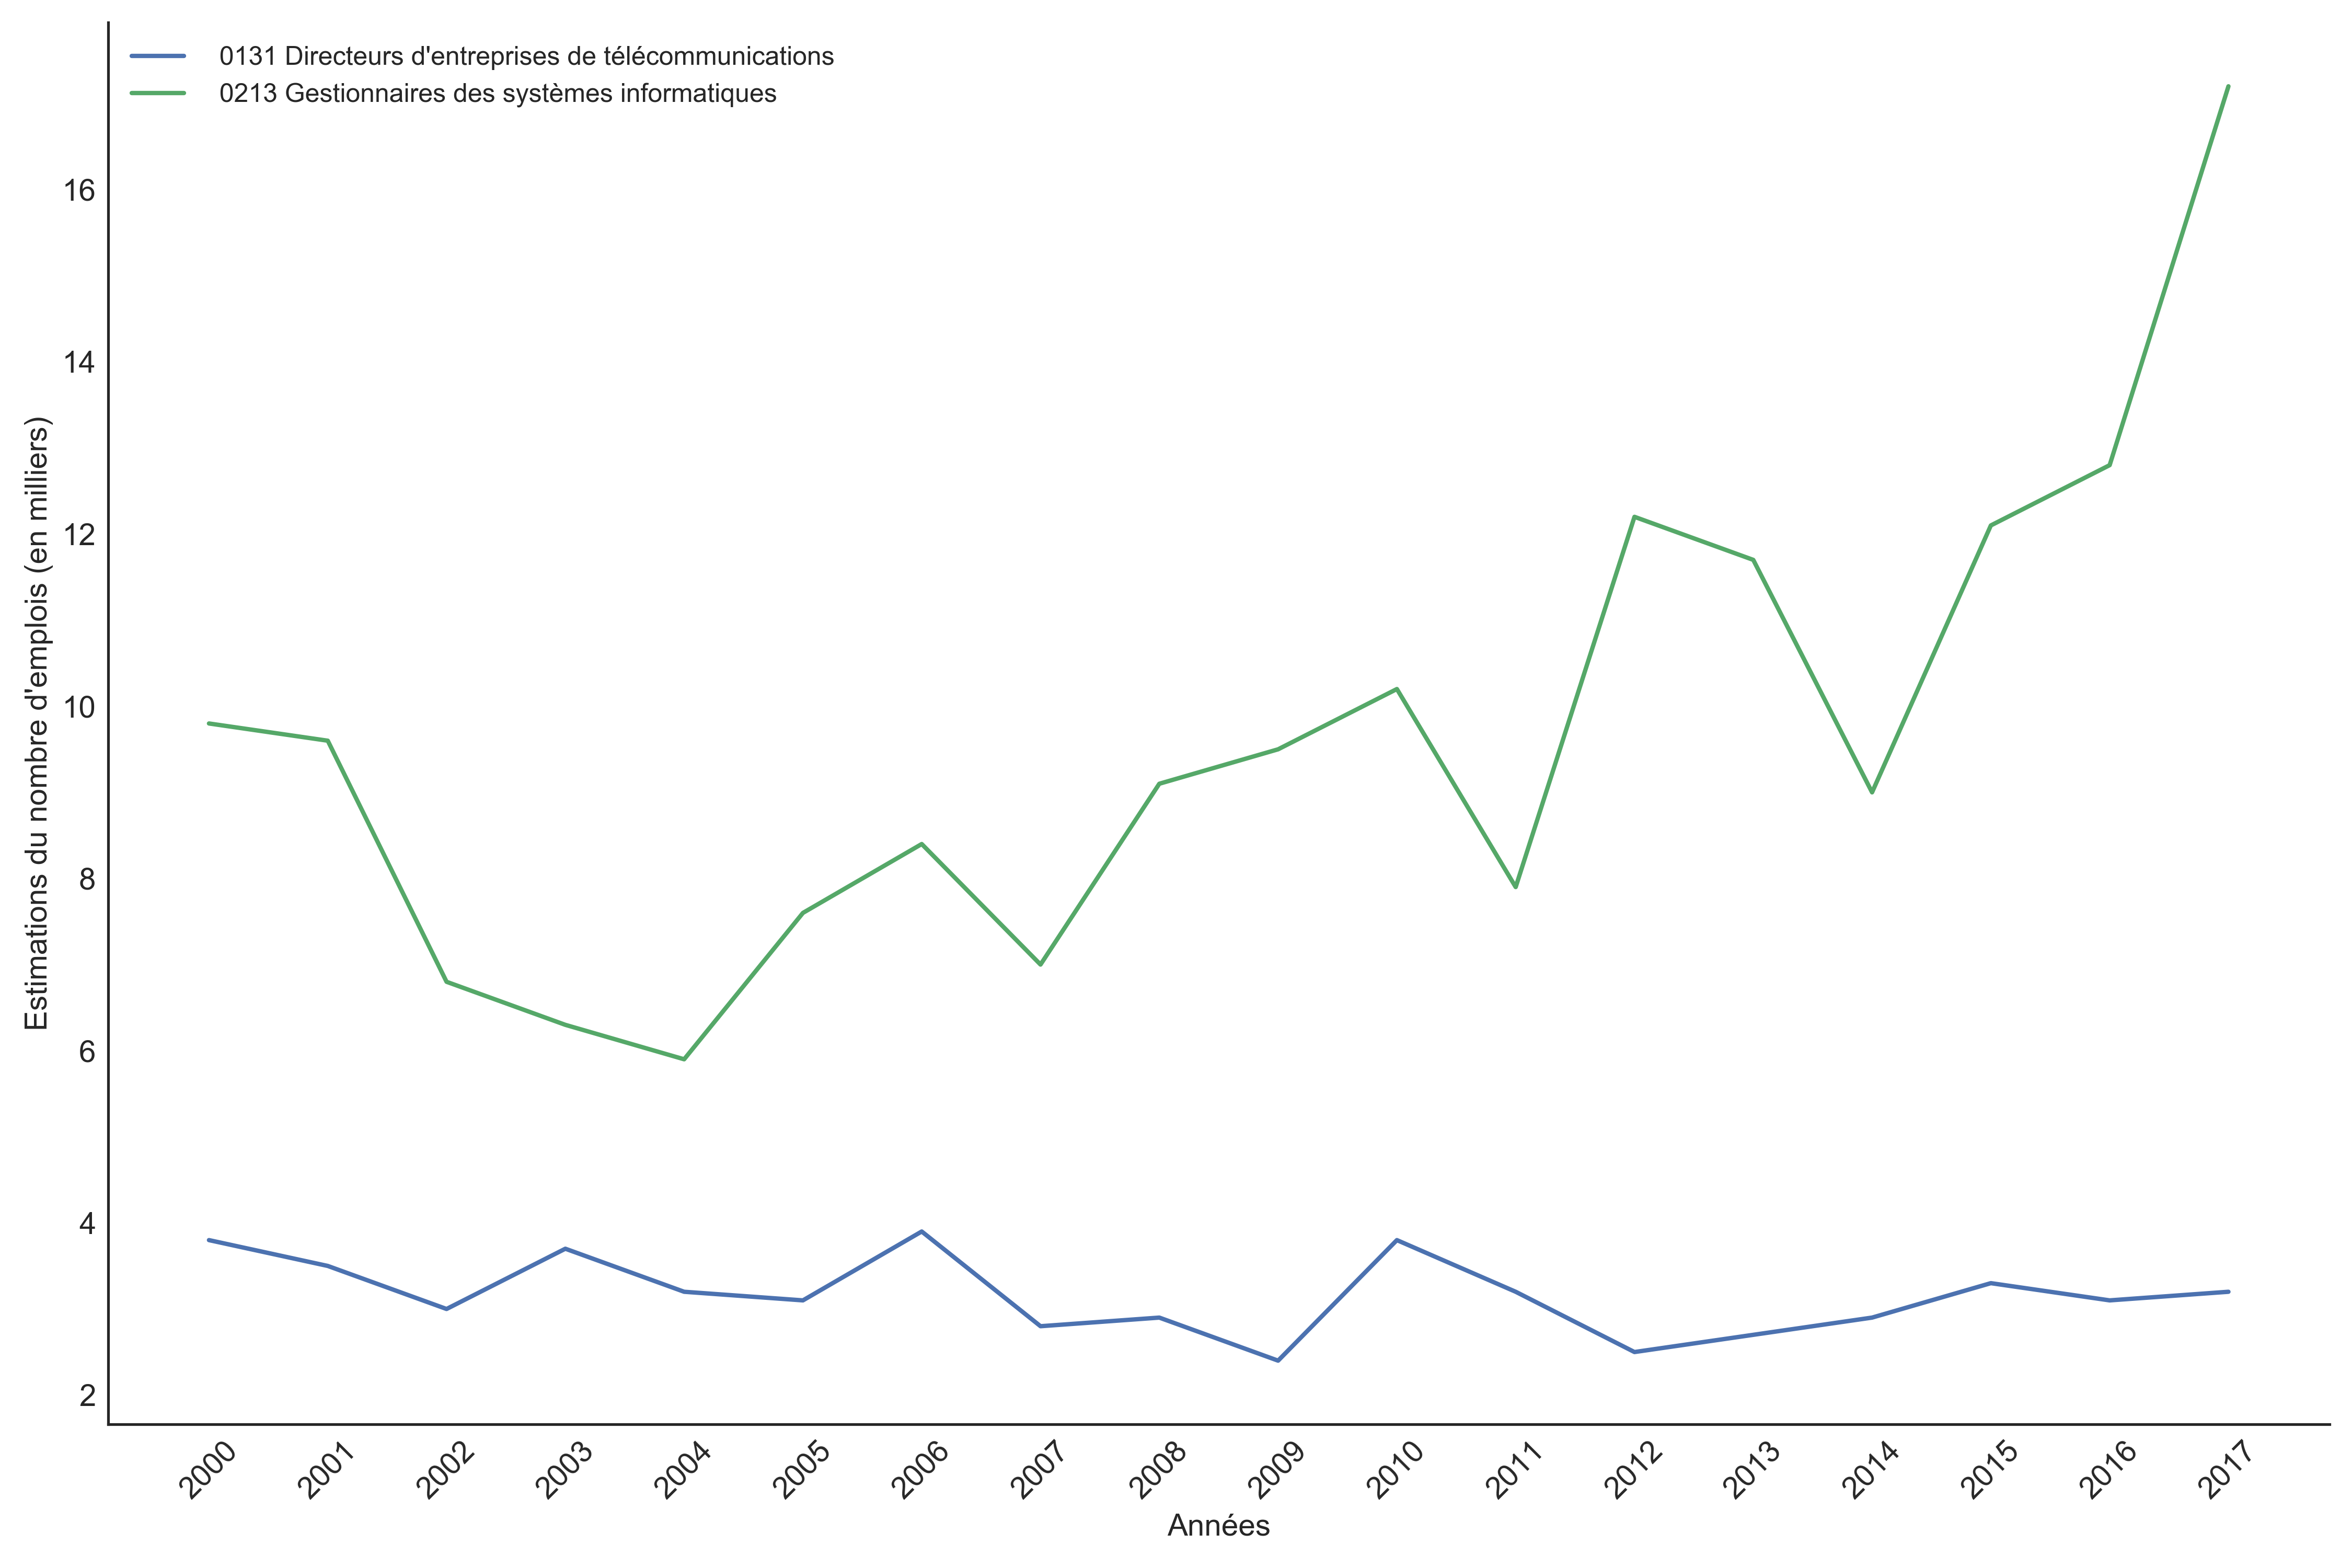 0131 Directeurs d'entreprises de télécommunications
0213 Gestionnaires des systèmes informatiques
Estimations du nombre d'emplois (en milliers)
16
14
12
10
8
6
4
2
2000 2001 2002 2003 2004 2005 2006 2007 2008 2009 2010 2011 2012 2013 2014 2015 2016 2017
Années